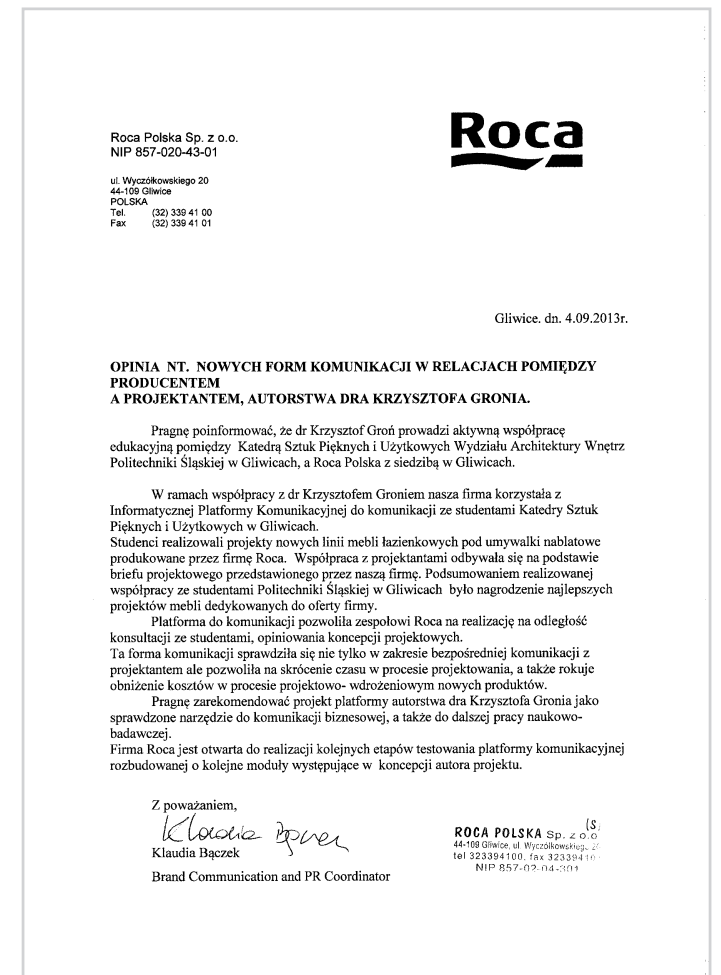 Roca Polska Sp. z o.o.
NIP 857-020-43-01
Roca
ul. Wyczółkowskiego 20
44-109 Gliwice
POLSKA
Tel. (32) 339 41 00
Fax (32) 339 41 01
Gliwice. dn. 4.09.2013r.
OPINIA NT. NOWYCH FORM KOMUNIKACJI W RELACJACH POMIĘDZY
PRODUCENTEM
A PROJEKTANTEM, AUTORSTWA DRA KRZYSZTOFA GRONIA.
Pragnę poinformować, że dr Krzysztof Groń prowadzi aktywną współpracę
edukacyjną pomiędzy Katedrą Sztuk Pięknych i Użytkowych Wydziału Architektury Wnętrz
Politechniki Śląskiej w Gliwicach, a Roca Polska z siedzibą w Gliwicach.
W ramach współpracy z dr Krzysztofem Groniem nasza firma korzystała z
Informatycznej Platformy Komunikacyjnej do komunikacji ze studentami Katedry Sztuk
Pięknych i Użytkowych w Gliwicach.
Studenci realizowali projekty nowych linii mebli łazienkowych pod umywalki nablatowe
produkowane przez firmę Roca. Współpraca z projektantami odbywała się na podstawie
briefu projektowego przedstawionego przez naszą firmę. Podsumowaniem realizowanej
współpracy ze studentami Politechniki Śląskiej w Gliwicach było nagrodzenie najlepszych
projektów mebli dedykowanych do oferty firmy.
Platforma do komunikacji pozwoliła zespołowi Roca na realizację na odległość
konsultacji ze studentami, opiniowania koncepcji projektowych.
Ta forma komunikacji sprawdziła się nie tylko w zakresie bezpośredniej komunikacji z
projektantem ale pozwoliła na skrócenie czasu w procesie projektowania, a także rokuje
obniżenie kosztów w procesie projektowo- wdrożeniowym nowych produktów.
Pragnę zarekomendować projekt platformy autorstwa dra Krzysztofa Gronia jako
sprawdzone narzędzie do komunikacji biznesowej, a także do dalszej pracy naukowo-
badawczej.
Firma Roca jest otwarta do realizacji kolejnych etapów testowania platformy komunikacyjnej
rozbudowanej o kolejne moduły występujące w koncepcji autora projektu.
Z poważaniem,
Klaudia Bączek
Klaudia Bączek
Brand Communication and PR Coordinator
(S)
ROCA POLSKA Sp. z o.o
44-109 Gliwice, ul. Wyczółkowskiego
tel 323394100, fax 32339410
NIP 857-02-04-301